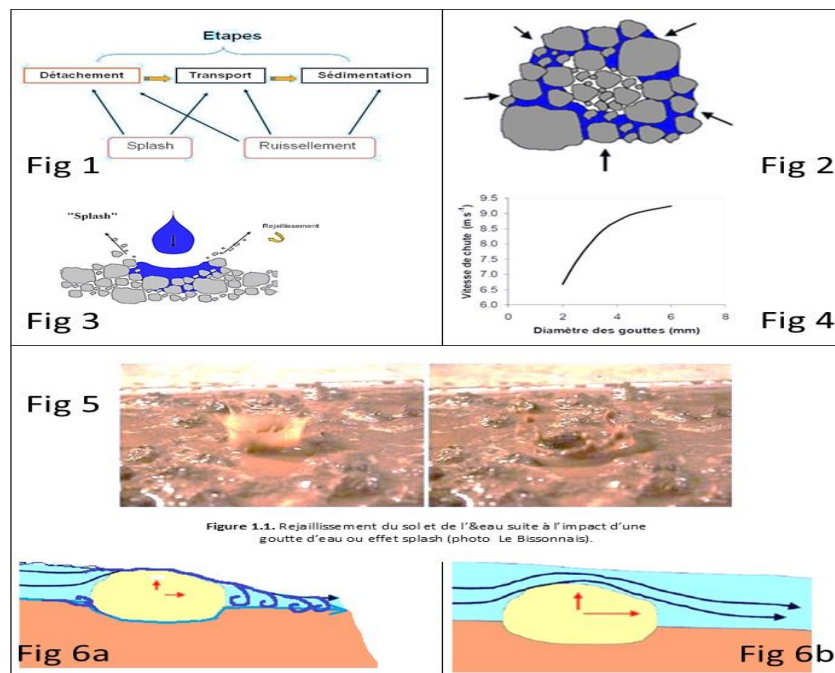 Etapes
Détachement Transport Sédimentation
Splash Ruissellement
Fig 1
Fig 2
"Splash"
Rejaillissement
Fig 3
Vitesse de chute (m s⁻¹)
9.5
9.0
8.5
8.0
7.5
7.0
6.5
6.0
0 2 4 6 8
Diamètre des gouttes (mm)
Fig 4
Fig 5
Figure 1.1. Rejaillissement du sol et de l'&eau suite à l'impact d'une
goutte d'eau ou effet splash (photo Le Bissonnais).
Fig 6a
Fig 6b